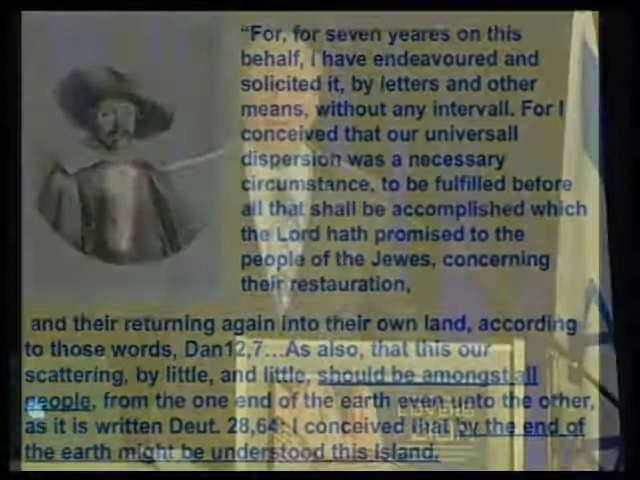 “For, for seven yeares on this
behalf, I have endeavoured and
solicited it, by letters and other
means, without any intervall. For I
conceived that our universall
dispersion was a necessary
circumstance, to be fulfilled before
all that shall be accomplished which
the Lord hath promised to the
people of the Jewes, concerning
their restauration,
and their returning again into their own land, according
to those words, Dan12,7...As also, that this our
scattering, by little, and little, should be amongst all
people, from the one end of the earth even unto the other,
as it is written Deut. 28,64: I conceived that by the end of
the earth might be understood this island.